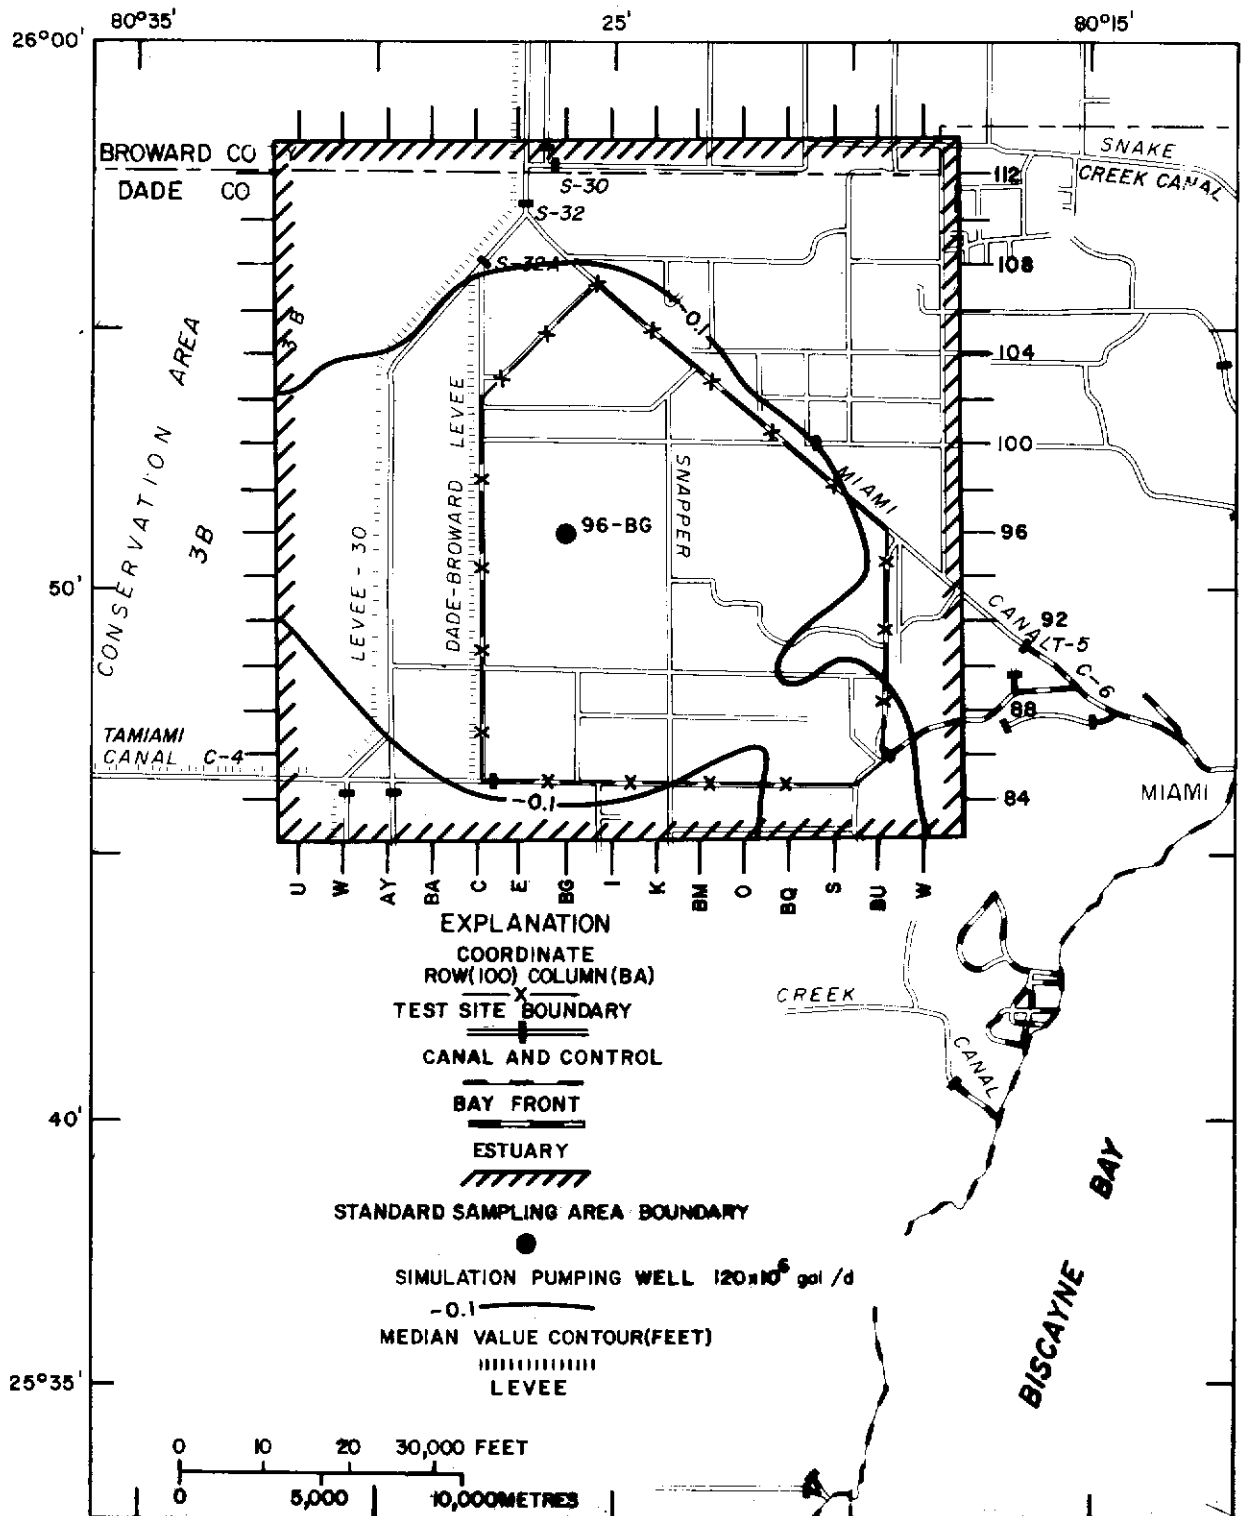 80°35'
25'
80°15'
26°00'
BROWARD CO
DADE CO
SNAKE
CREEK CANAL
S-30
S-32
S-32A
112
108
104
100
96
92
88
84
-0.1
3 B
CONSERVATION AREA
3B
LEVEE - 30
DADE-BROWARD LEVEE
SNAPPER
96-BG
MIAMI
CANAL
LT-5
C-6
50'
TAMIAMI
CANAL C-4
-0.1
MIAMI
U W AY BA C E BG I K BM O BQ S BU W
EXPLANATION
COORDINATE
ROW(100) COLUMN(BA)
TEST SITE BOUNDARY
CANAL AND CONTROL
BAY FRONT
ESTUARY
STANDARD SAMPLING AREA BOUNDARY
SIMULATION PUMPING WELL 120x10⁶ gal /d
-0.1
MEDIAN VALUE CONTOUR(FEET)
LEVEE
CREEK
CANAL
40'
BISCAYNE BAY
25°35'
0 10 20 30,000 FEET
0 5,000 10,000 METRES